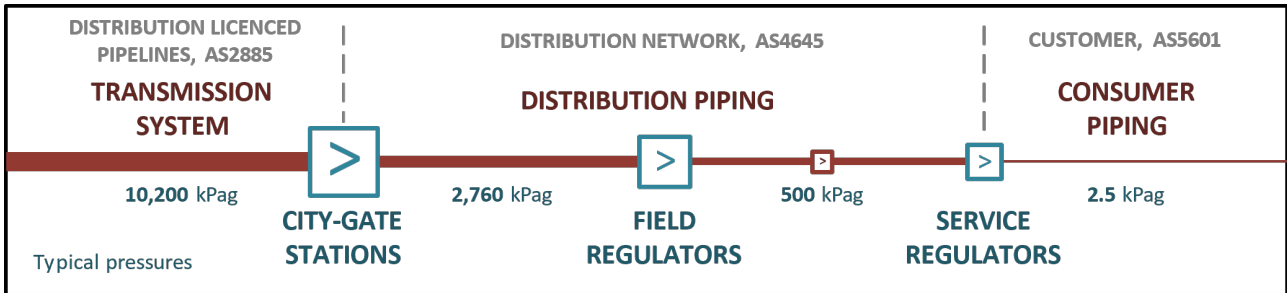 DISTRIBUTION LICENCED
PIPELINES, AS2885
DISTRIBUTION NETWORK, AS4645
CUSTOMER, AS5601
TRANSMISSION
SYSTEM
DISTRIBUTION PIPING
CONSUMER
PIPING
>
>
>
>
10,200 kPag
2,760 kPag
500 kPag
2.5 kPag
CITY-GATE
STATIONS
FIELD
REGULATORS
SERVICE
REGULATORS
Typical pressures